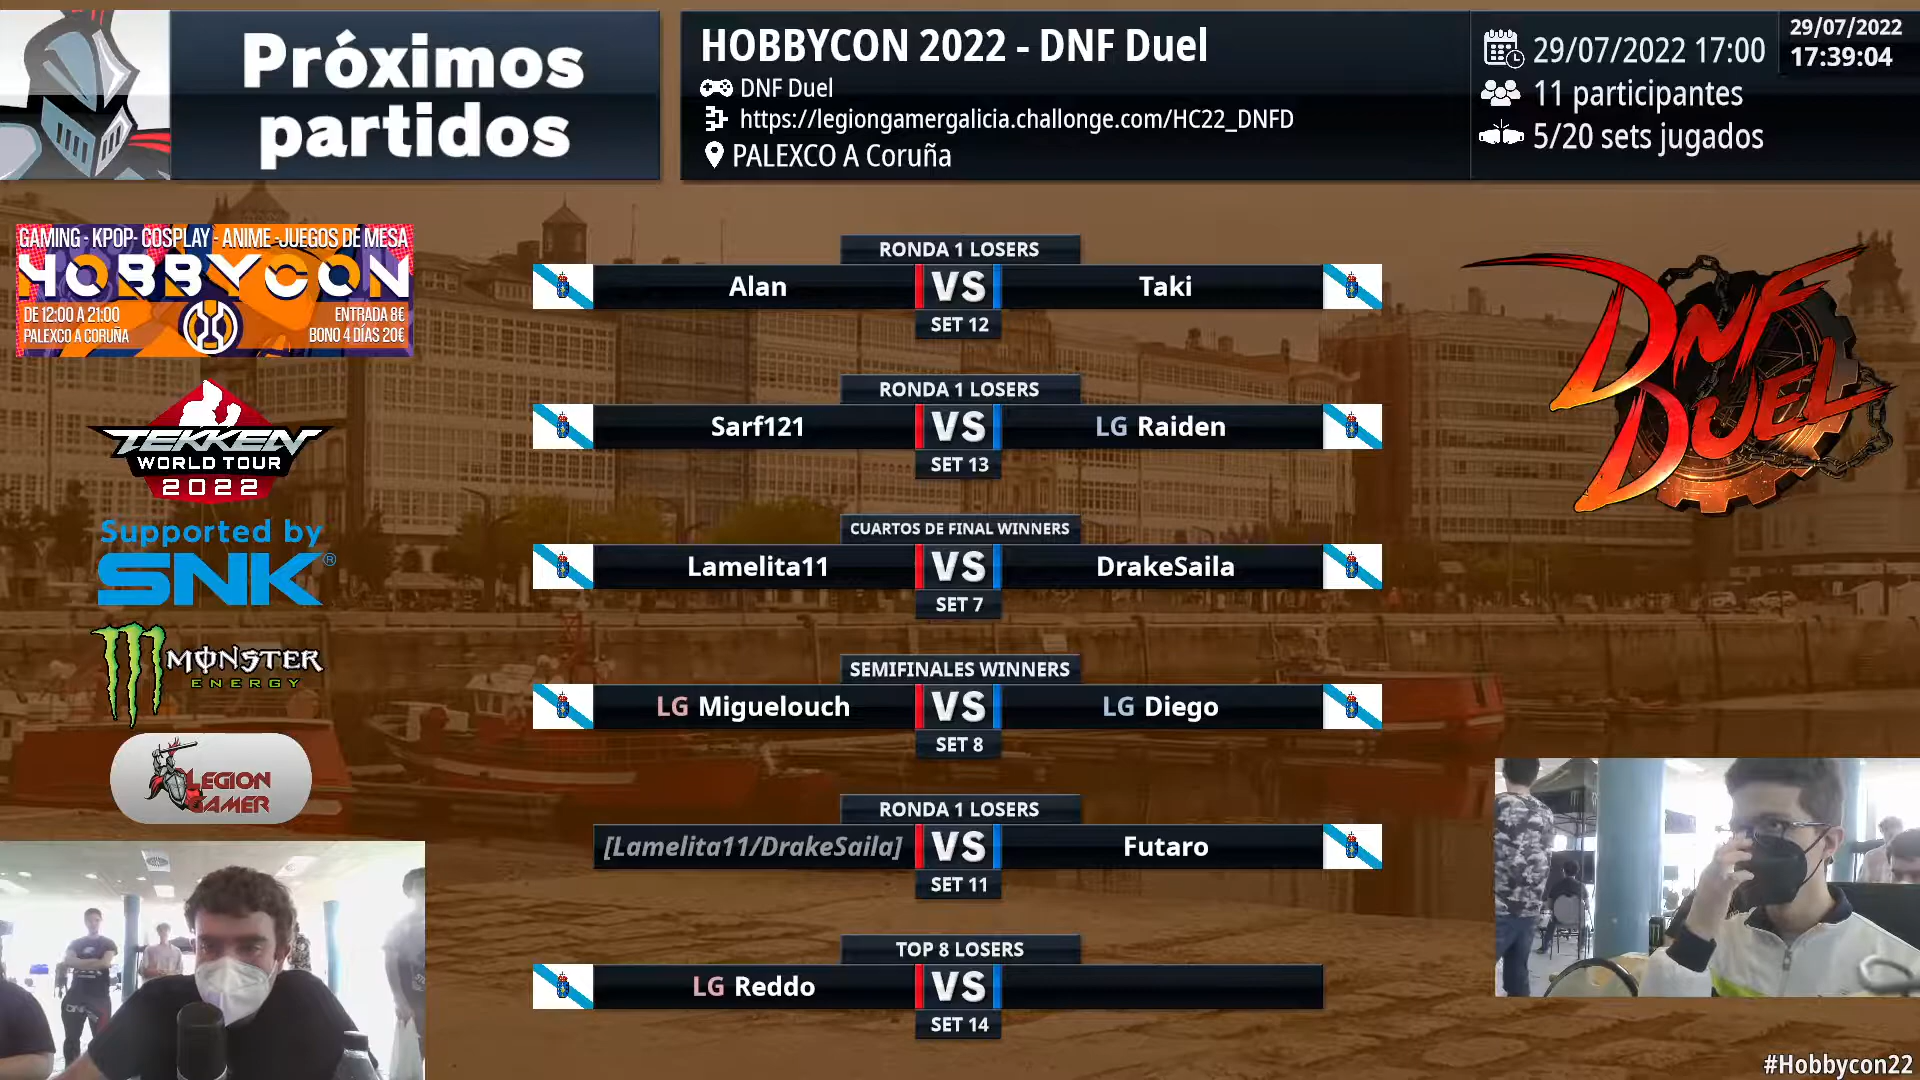 Próximos
partidos
HOBBYCON 2022 - DNF Duel
DNF Duel
https://legiongamergalicia.challonge.com/HC22_DNFD
PALEXCO A Coruña
29/07/2022 17:00
11 participantes
5/20 sets jugados
29/07/2022
17:39:04
GAMING - KPOP- COSPLAY - ANIME -JUEGOS DE MESA
HOBBYCON
DE 12:00 A 21:00
PALEXCO A CORUÑA
ENTRADA 8€
BONO 4 DÍAS 20€
TEKKEN
WORLD TOUR
2022
Supported by
SNK®
MONSTER
ENERGY
LEGION
GAMER
RONDA 1 LOSERS
Alan VS Taki
SET 12
RONDA 1 LOSERS
Sarf121 VS LG Raiden
SET 13
CUARTOS DE FINAL WINNERS
Lamelita11 VS DrakeSaila
SET 7
SEMIFINALES WINNERS
LG Miguelouch VS LG Diego
SET 8
RONDA 1 LOSERS
[Lamelita11/DrakeSaila] VS Futaro
SET 11
TOP 8 LOSERS
LG Reddo VS
SET 14
DNF
DUEL
#Hobbycon22